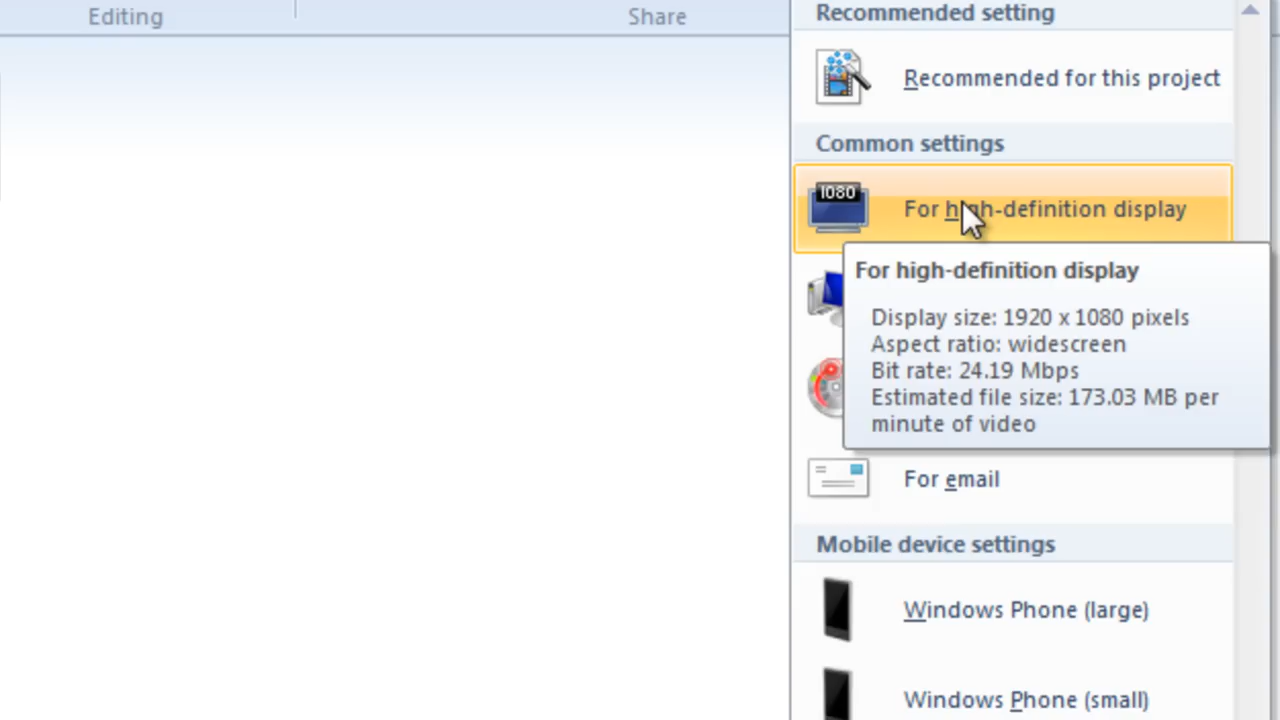 Editing
Share
Recommended setting
Recommended for this project
Common settings
1080
For high-definition display
For high-definition display
Display size: 1920 x 1080 pixels
Aspect ratio: widescreen
Bit rate: 24.19 Mbps
Estimated file size: 173.03 MB per
minute of video
For email
Mobile device settings
Windows Phone (large)
Windows Phone (small)